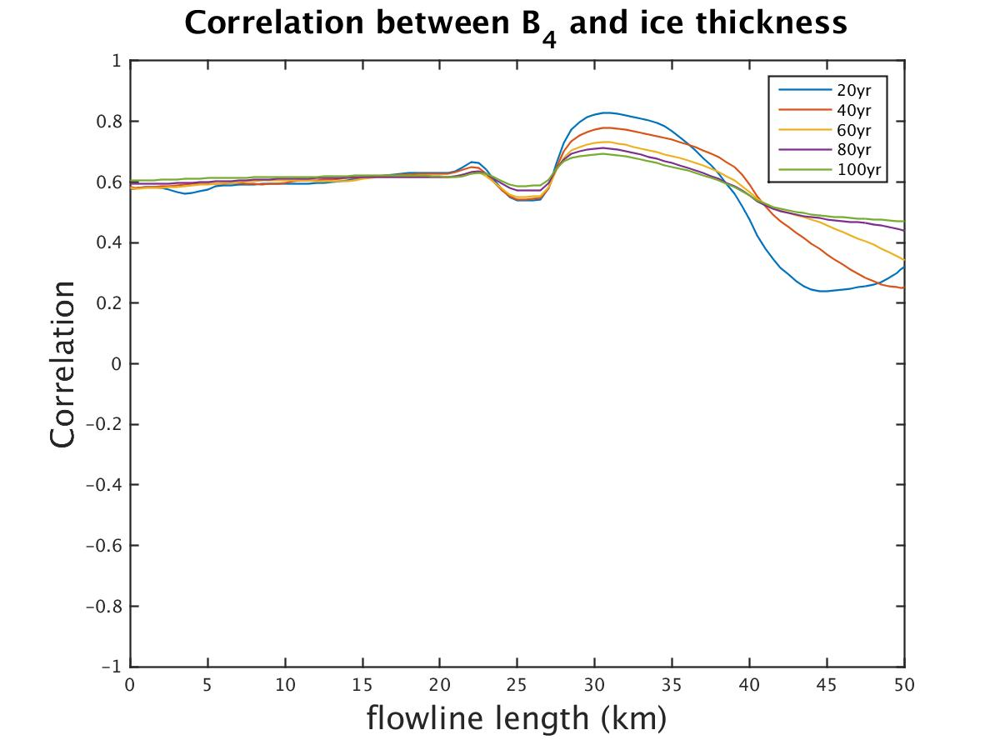 Correlation between B4 and ice thickness
1
0.8
0.6
0.4
0.2
0
−0.2
−0.4
−0.6
−0.8
−1
Correlation
20yr
40yr
60yr
80yr
100yr
0 5 10 15 20 25 30 35 40 45 50
flowline length (km)